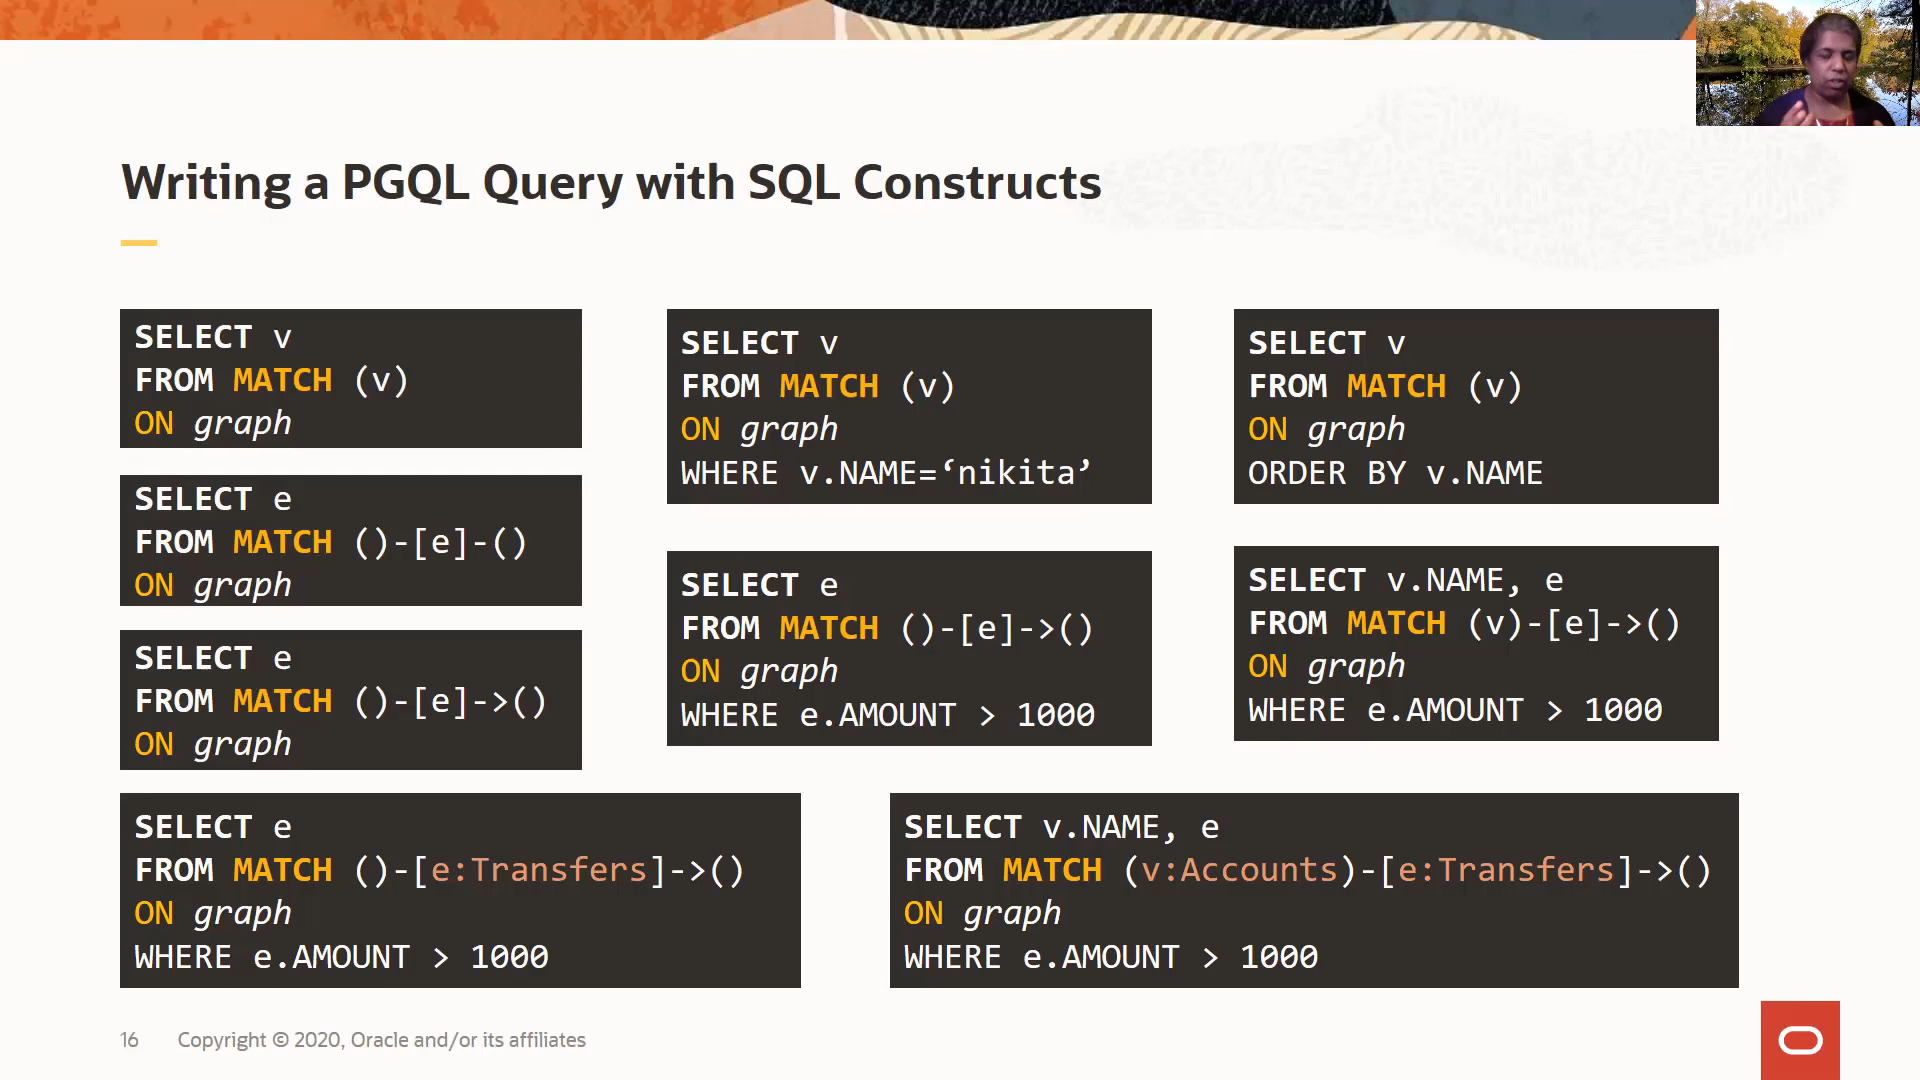 Writing a PGQL Query with SQL Constructs
SELECT v
FROM MATCH (v)
ON graph
SELECT e
FROM MATCH ()-[e]-()
ON graph
SELECT e
FROM MATCH ()-[e]->()
ON graph
SELECT v
FROM MATCH (v)
ON graph
WHERE v.NAME=‘nikita’
SELECT e
FROM MATCH ()-[e]->()
ON graph
WHERE e.AMOUNT > 1000
SELECT v
FROM MATCH (v)
ON graph
ORDER BY v.NAME
SELECT v.NAME, e
FROM MATCH (v)-[e]->()
ON graph
WHERE e.AMOUNT > 1000
SELECT e
FROM MATCH ()-[e:Transfers]->()
ON graph
WHERE e.AMOUNT > 1000
SELECT v.NAME, e
FROM MATCH (v:Accounts)-[e:Transfers]->()
ON graph
WHERE e.AMOUNT > 1000
16 Copyright © 2020, Oracle and/or its affiliates